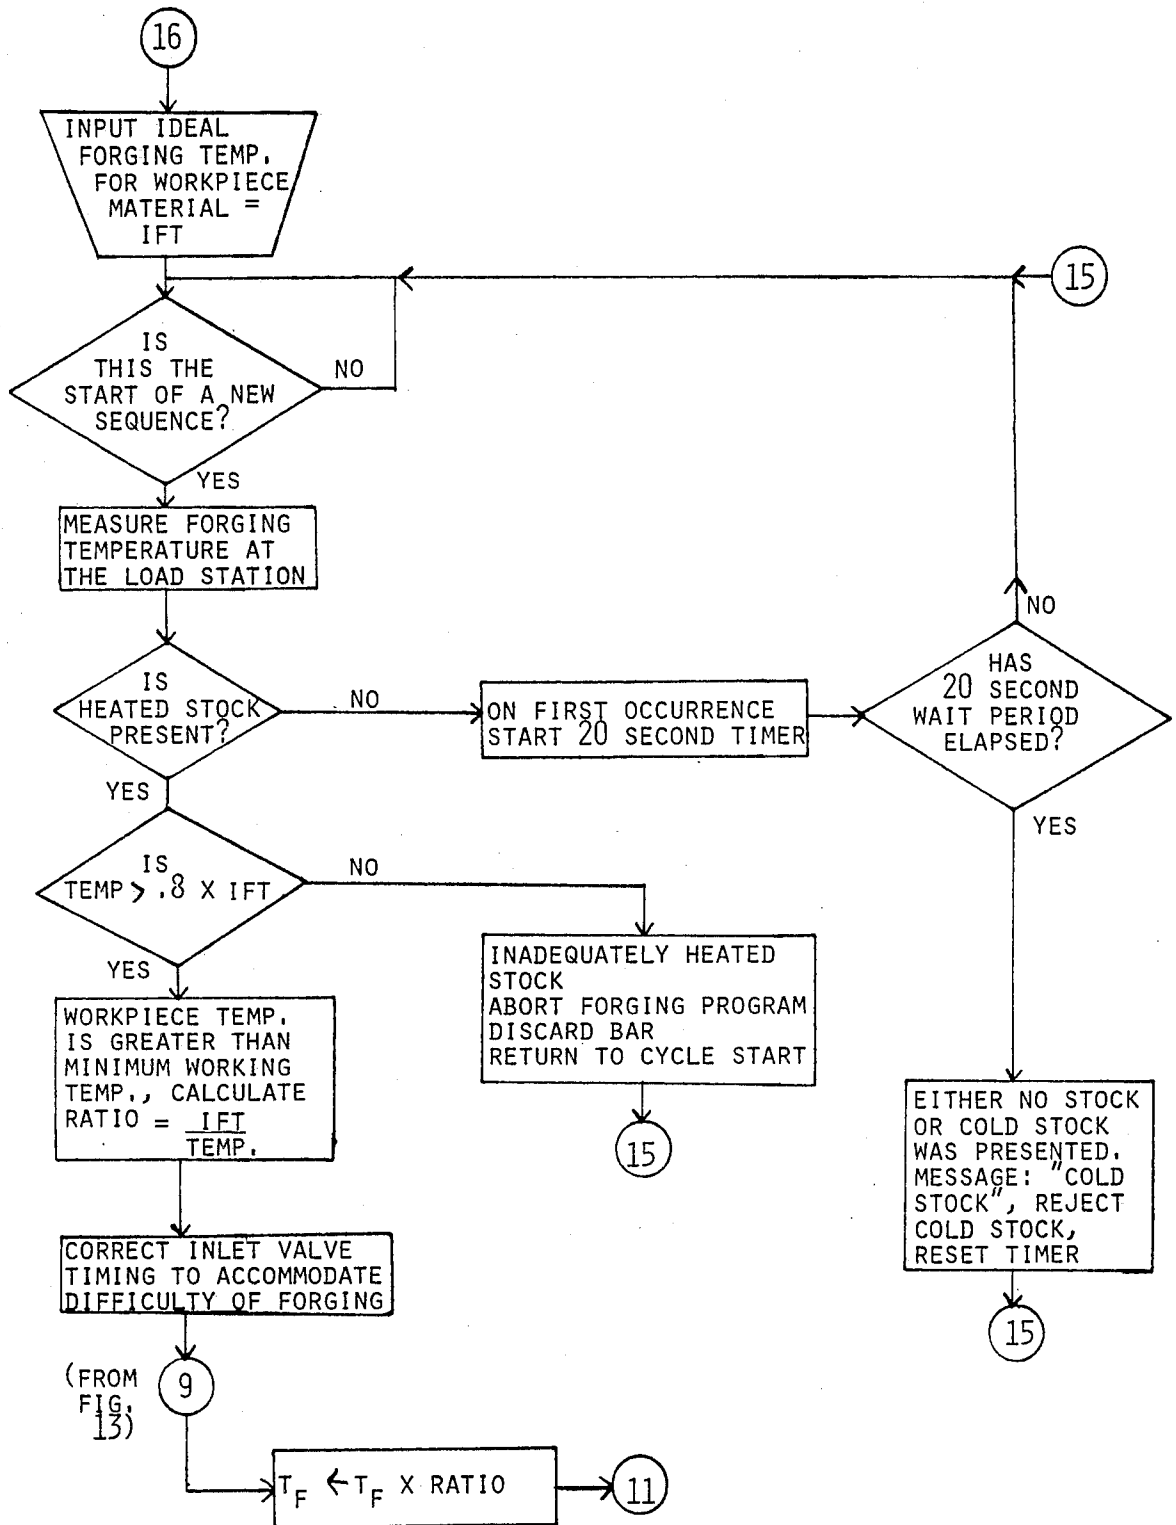 16
INPUT IDEAL
FORGING TEMP.
FOR WORKPIECE
MATERIAL =
IFT
15
IS
THIS THE
START OF A NEW
SEQUENCE?
NO
YES
MEASURE FORGING
TEMPERATURE AT
THE LOAD STATION
IS
HEATED STOCK
PRESENT?
NO
YES
ON FIRST OCCURRENCE
START 20 SECOND TIMER
HAS
20 SECOND
WAIT PERIOD
ELAPSED?
NO
YES
IS
TEMP > .8 X IFT
NO
YES
INADEQUATELY HEATED
STOCK
ABORT FORGING PROGRAM
DISCARD BAR
RETURN TO CYCLE START
15
WORKPIECE TEMP.
IS GREATER THAN
MINIMUM WORKING
TEMP., CALCULATE
RATIO = IFT
TEMP.
EITHER NO STOCK
OR COLD STOCK
WAS PRESENTED.
MESSAGE: "COLD
STOCK", REJECT
COLD STOCK,
RESET TIMER
15
CORRECT INLET VALVE
TIMING TO ACCOMMODATE
DIFFICULTY OF FORGING
(FROM
FIG.
13)
9
TF ← TF X RATIO
11